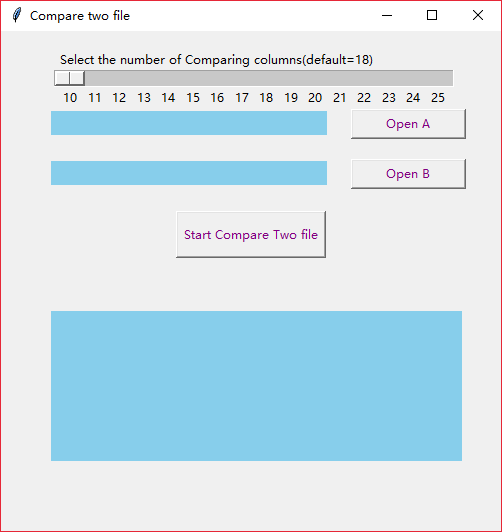 Compare two file
Select the number of Comparing columns(default=18)
10 11 12 13 14 15 16 17 18 19 20 21 22 23 24 25
Open A
Open B
Start Compare Two file